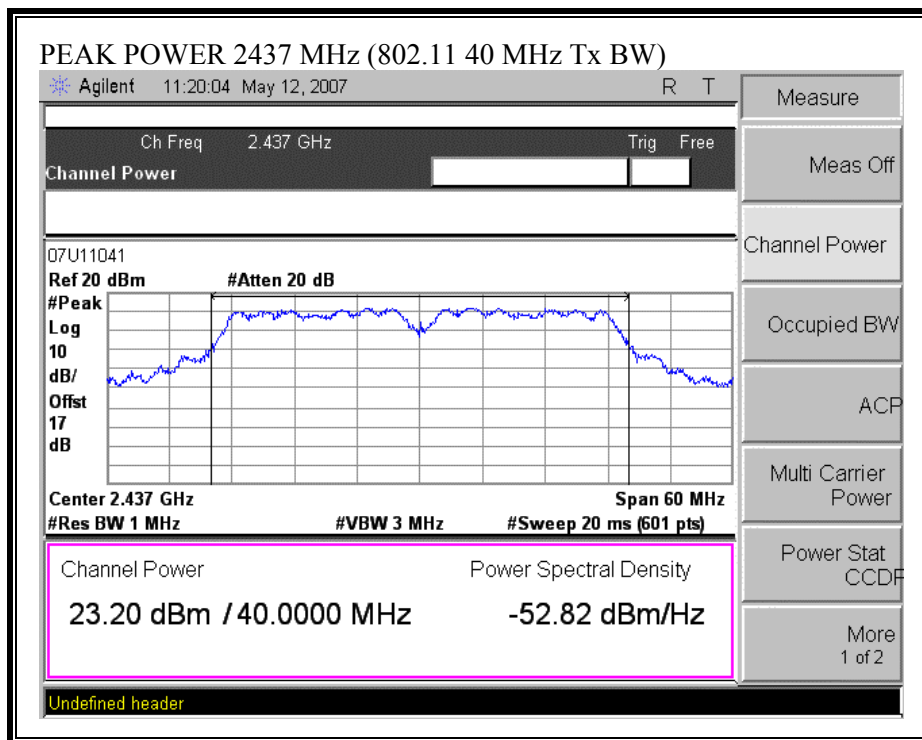 PEAK POWER 2437 MHz (802.11 40 MHz Tx BW)
Agilent 11:20:04 May 12, 2007 R T
Ch Freq 2.437 GHz Trig Free
Channel Power
07U11041
Ref 20 dBm #Atten 20 dB
#Peak
Log
10
dB/
Offst
17
dB
Center 2.437 GHz Span 60 MHz
#Res BW 1 MHz #VBW 3 MHz #Sweep 20 ms (601 pts)
Channel Power Power Spectral Density
23.20 dBm / 40.0000 MHz -52.82 dBm/Hz
Undefined header
Measure
Meas Off
Channel Power
Occupied BW
ACP
Multi Carrier
Power
Power Stat
CCDF
More
1 of 2